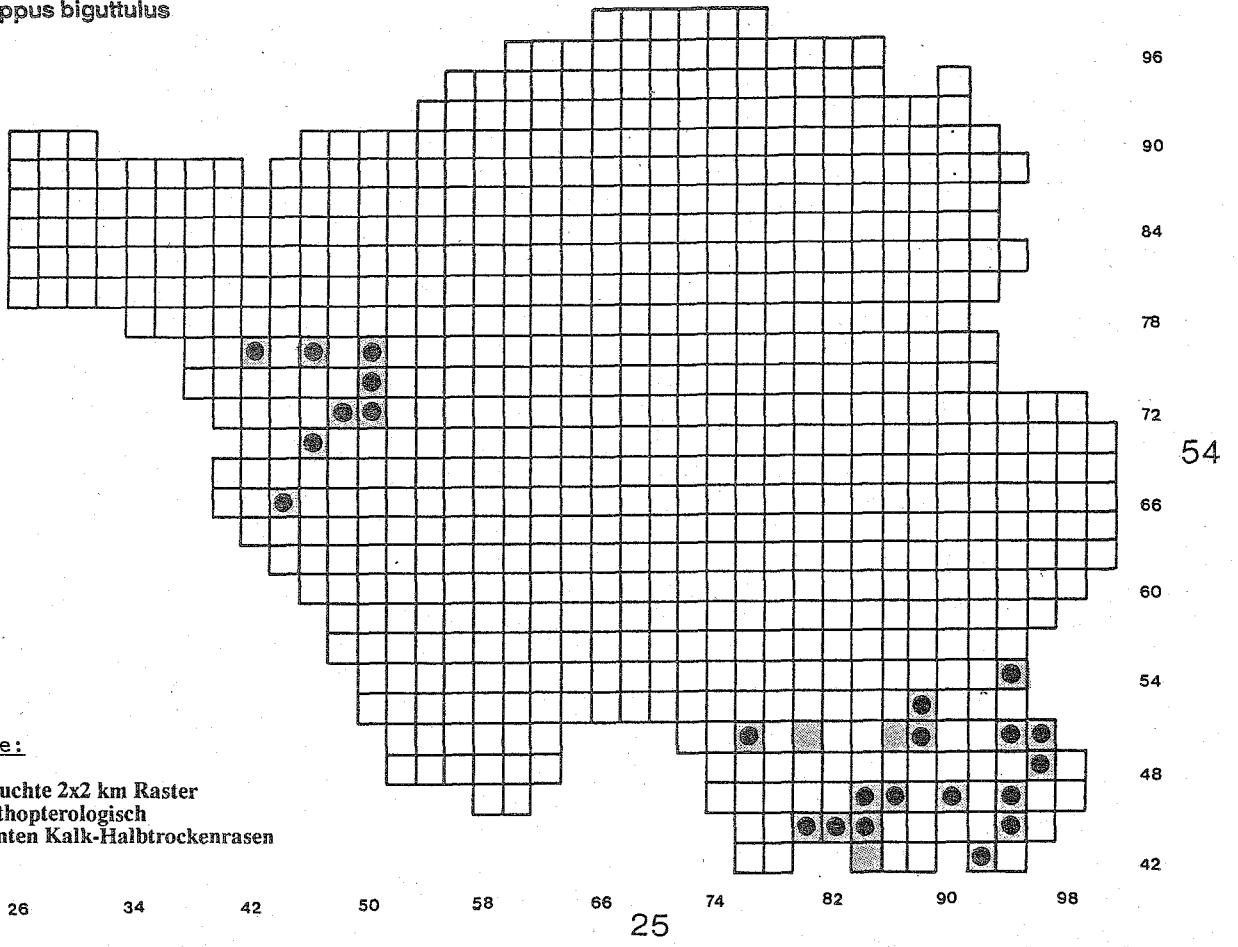 ppus biguttulus
96
90
84
78
72
54
66
60
54
48
42
e:
uchte 2x2 km Raster
thopterologisch
nten Kalk-Halbtrockenrasen
26 34 42 50 58 66 74 82 90 98
25